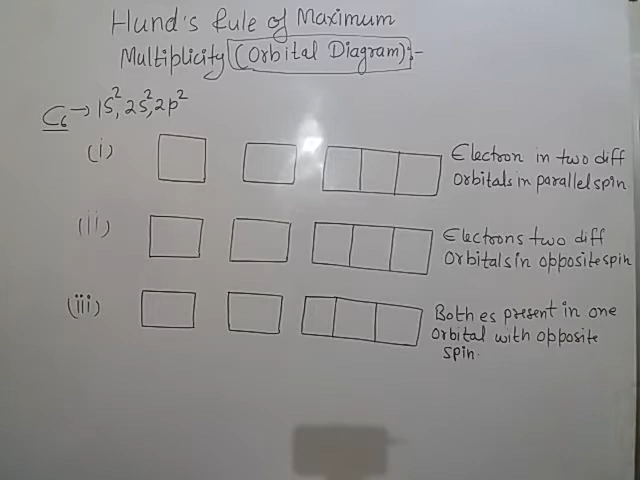 Hund's Rule of Maximum
Multiplicity (Orbital Diagram):-
C₆ → 1S², 2S², 2p²
(i)
Electron in two diff
Orbitals in parallel spin
(ii)
Electrons two diff
Orbitals in opposite spin
(iii)
Both es present in one
Orbital with opposite
spin.